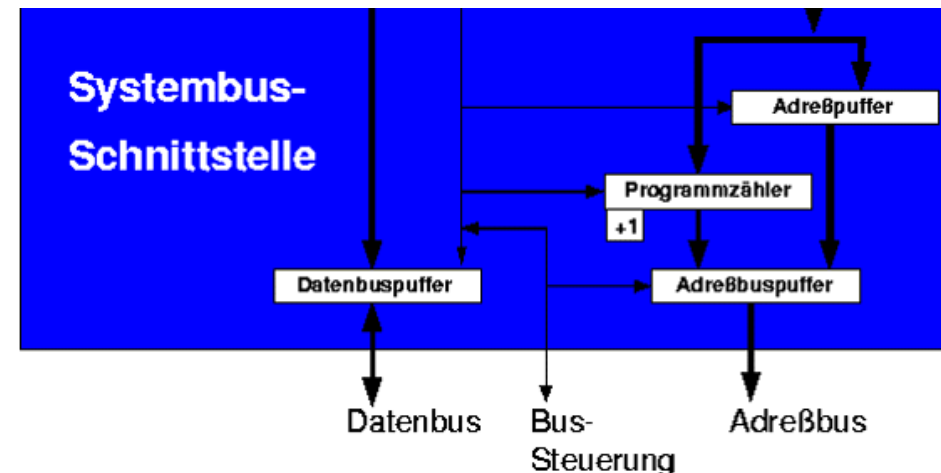 Systembus-
Schnittstelle
Adreßpuffer
Programmzähler
+1
Datenbuspuffer
Adreßbuspuffer
Datenbus
Bus-
Steuerung
Adreßbus